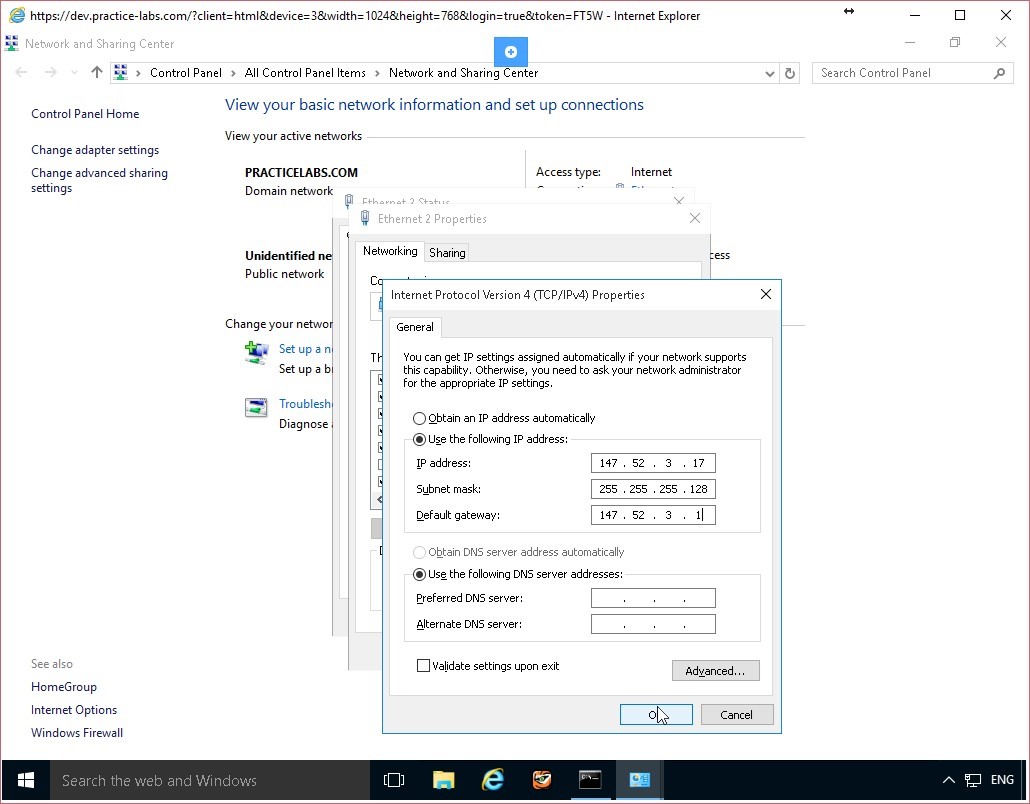 https://dev.practice-labs.com/?client=html&device=3&width=1024&height=768&login=true&token=FT5W - Internet Explorer
Network and Sharing Center
Control Panel > All Control Panel Items > Network and Sharing Center
Search Control Panel
Control Panel Home
Change adapter settings
Change advanced sharing
settings
View your basic network information and set up connections
View your active networks
PRACTICELABS.COM
Domain network
Access type: Internet
Ethernet 2 Status
Ethernet 2 Properties
Unidentified ne
Public network
cess
Networking
Sharing
Change your networ
Set up a n
Set up a b
Troublesh
Diagnose
Th
Internet Protocol Version 4 (TCP/IPv4) Properties
General
You can get IP settings assigned automatically if your network supports
this capability. Otherwise, you need to ask your network administrator
for the appropriate IP settings.
Obtain an IP address automatically
Use the following IP address:
IP address: 147 . 52 . 3 . 17
Subnet mask: 255 . 255 . 255 . 128
Default gateway: 147 . 52 . 3 . 1
Obtain DNS server address automatically
Use the following DNS server addresses:
Preferred DNS server: . . .
Alternate DNS server: . . .
Validate settings upon exit
Advanced...
Cancel
See also
HomeGroup
Internet Options
Windows Firewall
Search the web and Windows
ENG